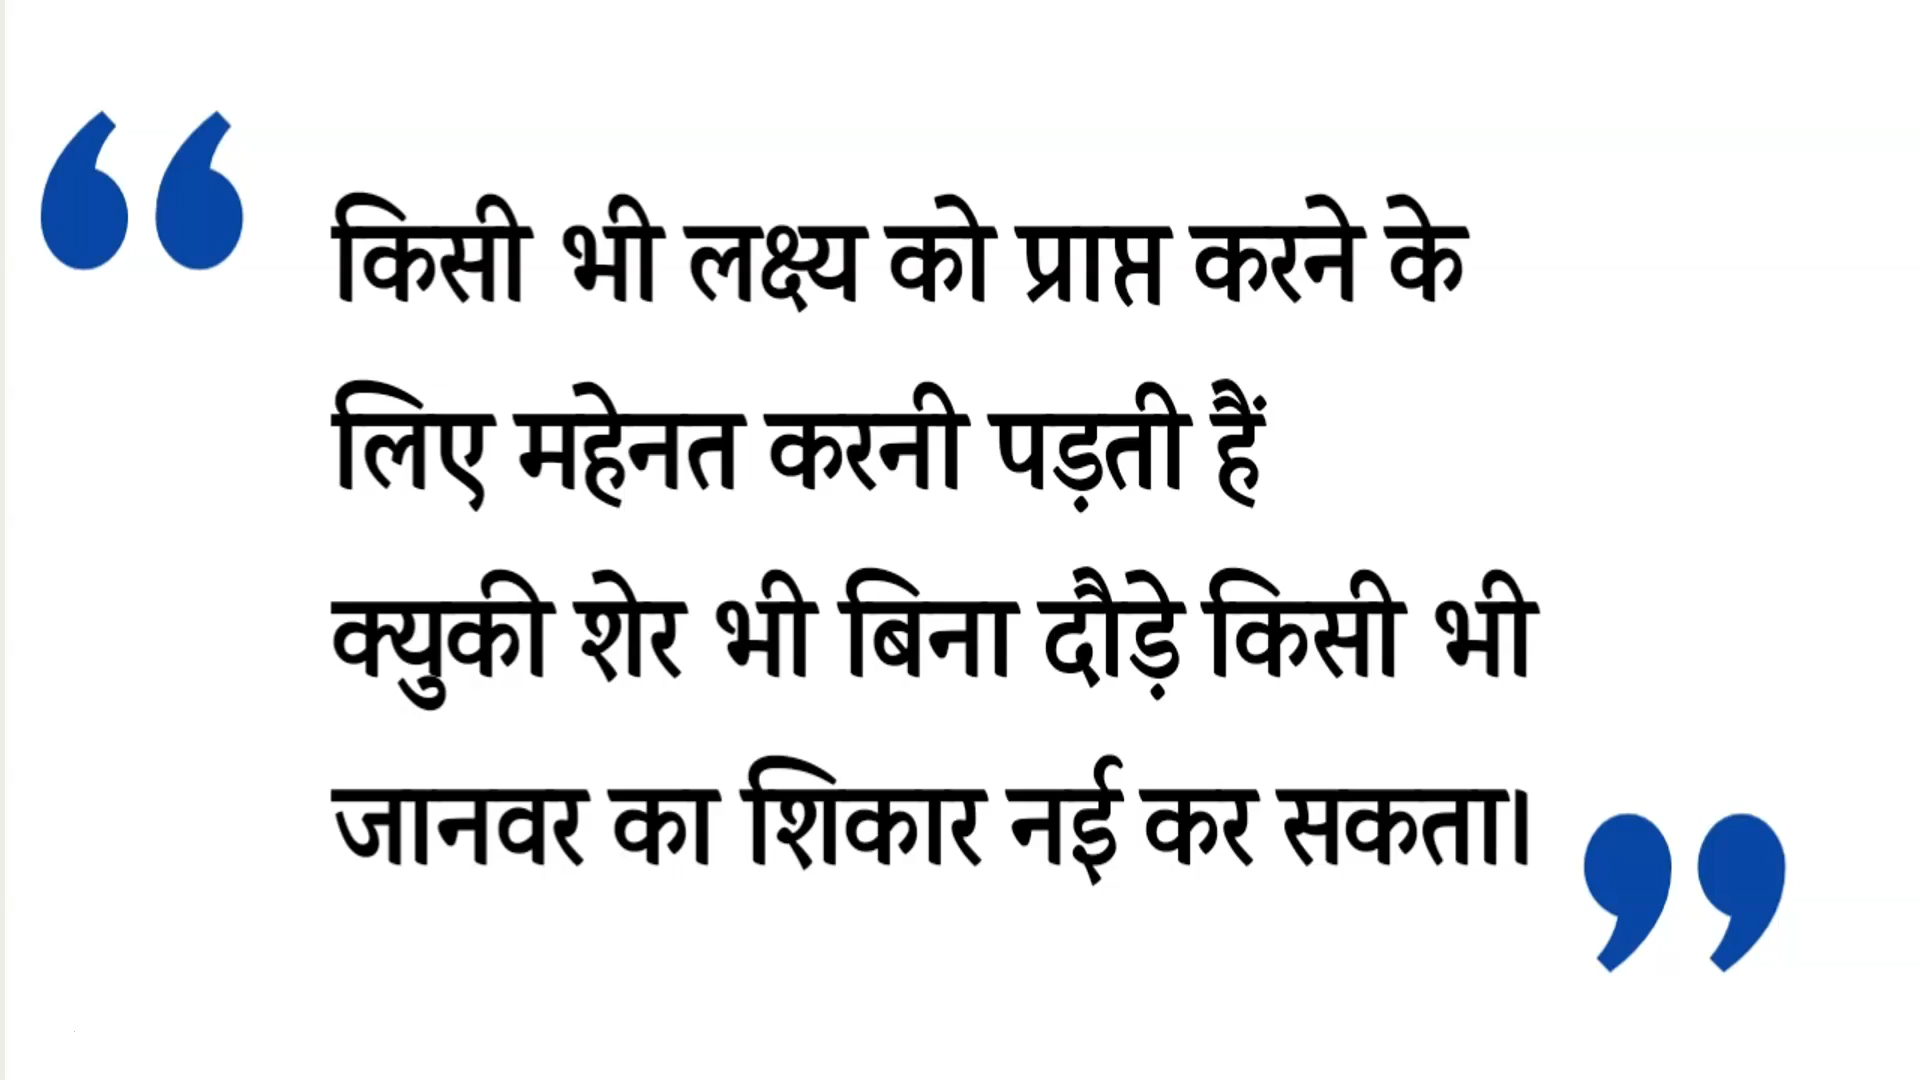 “ किसी भी लक्ष्य को प्राप्त करने के
लिए महेनत करनी पड़ती हैं
क्युकी शेर भी बिना दौड़े किसी भी
जानवर का शिकार नई कर सकता। ”